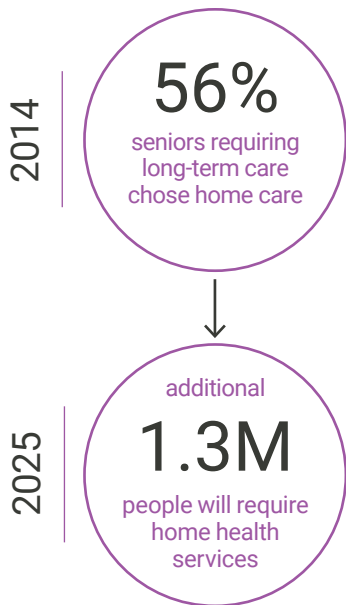 2014
56%
seniors requiring
long-term care
chose home care
2025
additional
1.3M
people will require
home health
services